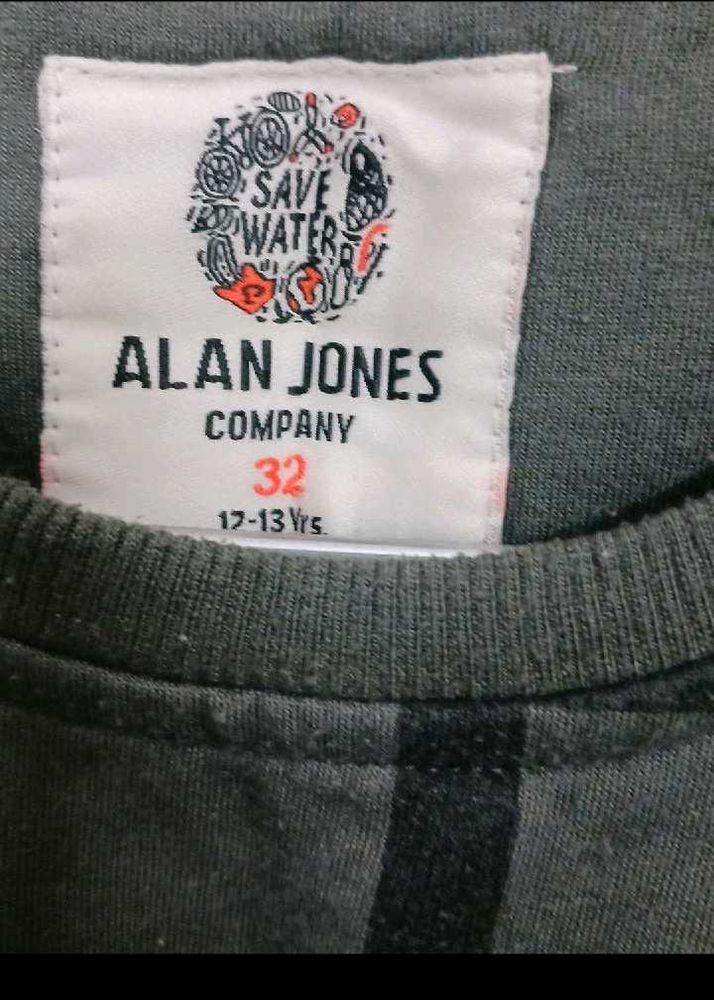 SAVE
WATER
ALAN JONES
COMPANY
32
12-13 Yrs.